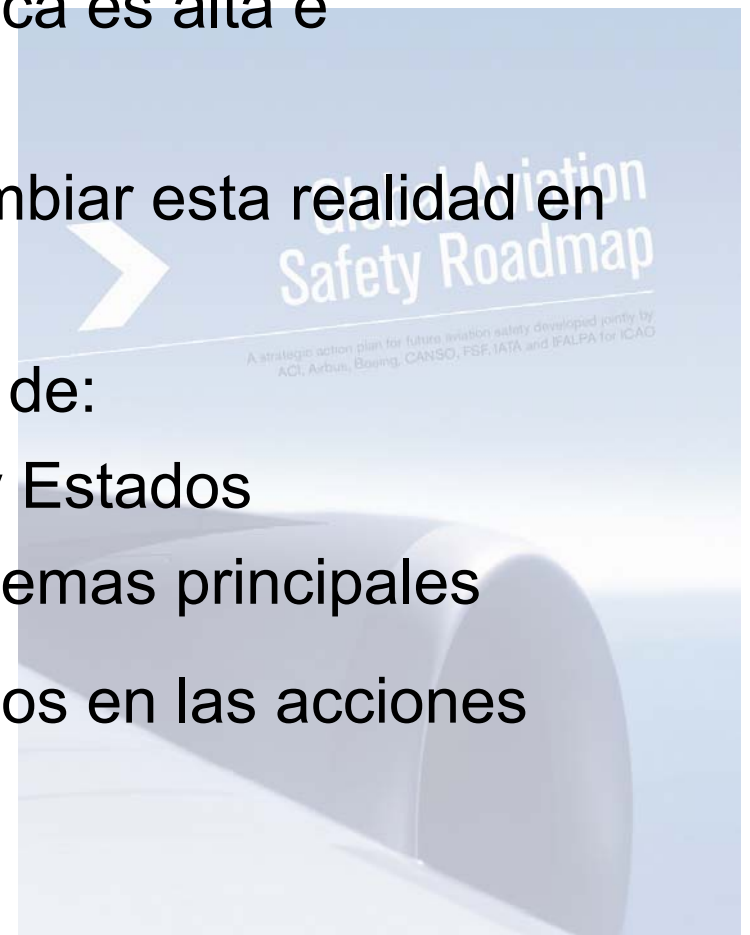 ca es alta e
mbiar esta realidad en
Global Aviation
Safety Roadmap
A strategic action plan for future aviation safety developed jointly by
ACI, Airbus, Boeing, CANSO, FSF, IATA and IFALPA for ICAO
de:
y Estados
emas principales
os en las acciones